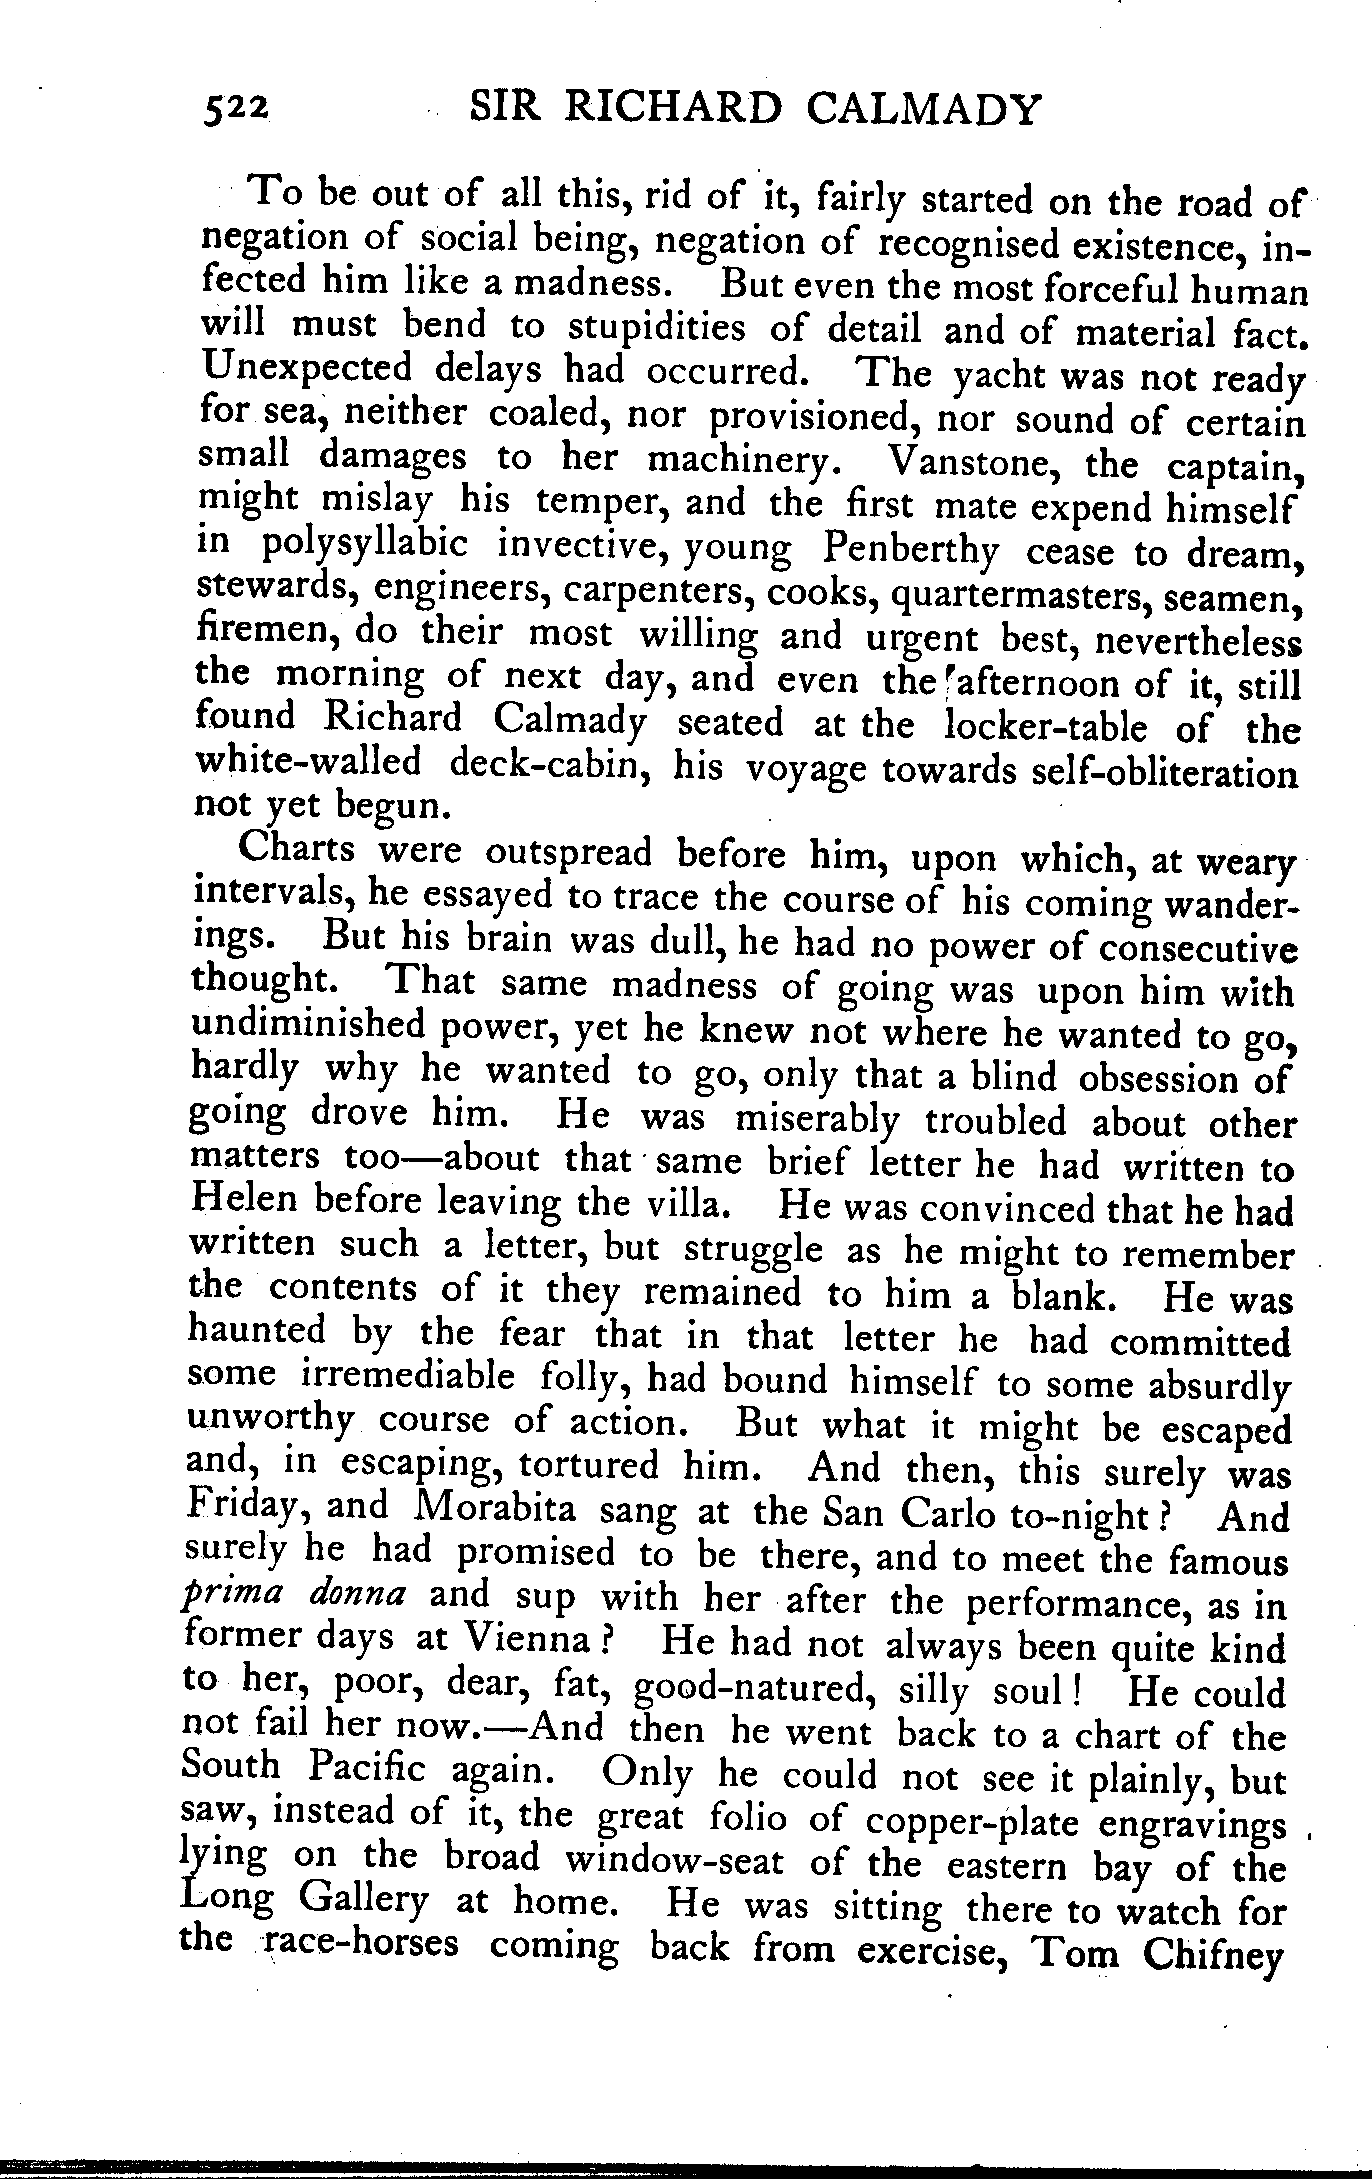 522 SIR RICHARD CALMADY
To be out of all this, rid of it, fairly started on the road of
negation of social being, negation of recognised existence, in-
fected him like a madness. But even the most forceful human
will must bend to stupidities of detail and of material fact.
Unexpected delays had occurred. The yacht was not ready
for sea, neither coaled, nor provisioned, nor sound of certain
small damages to her machinery. Vanstone, the captain,
might mislay his temper, and the first mate expend himself
in polysyllabic invective, young Penberthy cease to dream,
stewards, engineers, carpenters, cooks, quartermasters, seamen,
firemen, do their most willing and urgent best, nevertheless
the morning of next day, and even the afternoon of it, still
found Richard Calmady seated at the locker-table of the
white-walled deck-cabin, his voyage towards self-obliteration
not yet begun.
Charts were outspread before him, upon which, at weary
intervals, he essayed to trace the course of his coming wander-
ings. But his brain was dull, he had no power of consecutive
thought. That same madness of going was upon him with
undiminished power, yet he knew not where he wanted to go,
hardly why he wanted to go, only that a blind obsession of
going drove him. He was miserably troubled about other
matters too—about that same brief letter he had written to
Helen before leaving the villa. He was convinced that he had
written such a letter, but struggle as he might to remember
the contents of it they remained to him a blank. He was
haunted by the fear that in that letter he had committed
some irremediable folly, had bound himself to some absurdly
unworthy course of action. But what it might be escaped
and, in escaping, tortured him. And then, this surely was
Friday, and Morabita sang at the San Carlo to-night? And
surely he had promised to be there, and to meet the famous
prima donna and sup with her after the performance, as in
former days at Vienna? He had not always been quite kind
to her, poor, dear, fat, good-natured, silly soul! He could
not fail her now.—And then he went back to a chart of the
South Pacific again. Only he could not see it plainly, but
saw, instead of it, the great folio of copper-plate engravings
lying on the broad window-seat of the eastern bay of the
Long Gallery at home. He was sitting there to watch for
the race-horses coming back from exercise, Tom Chifney